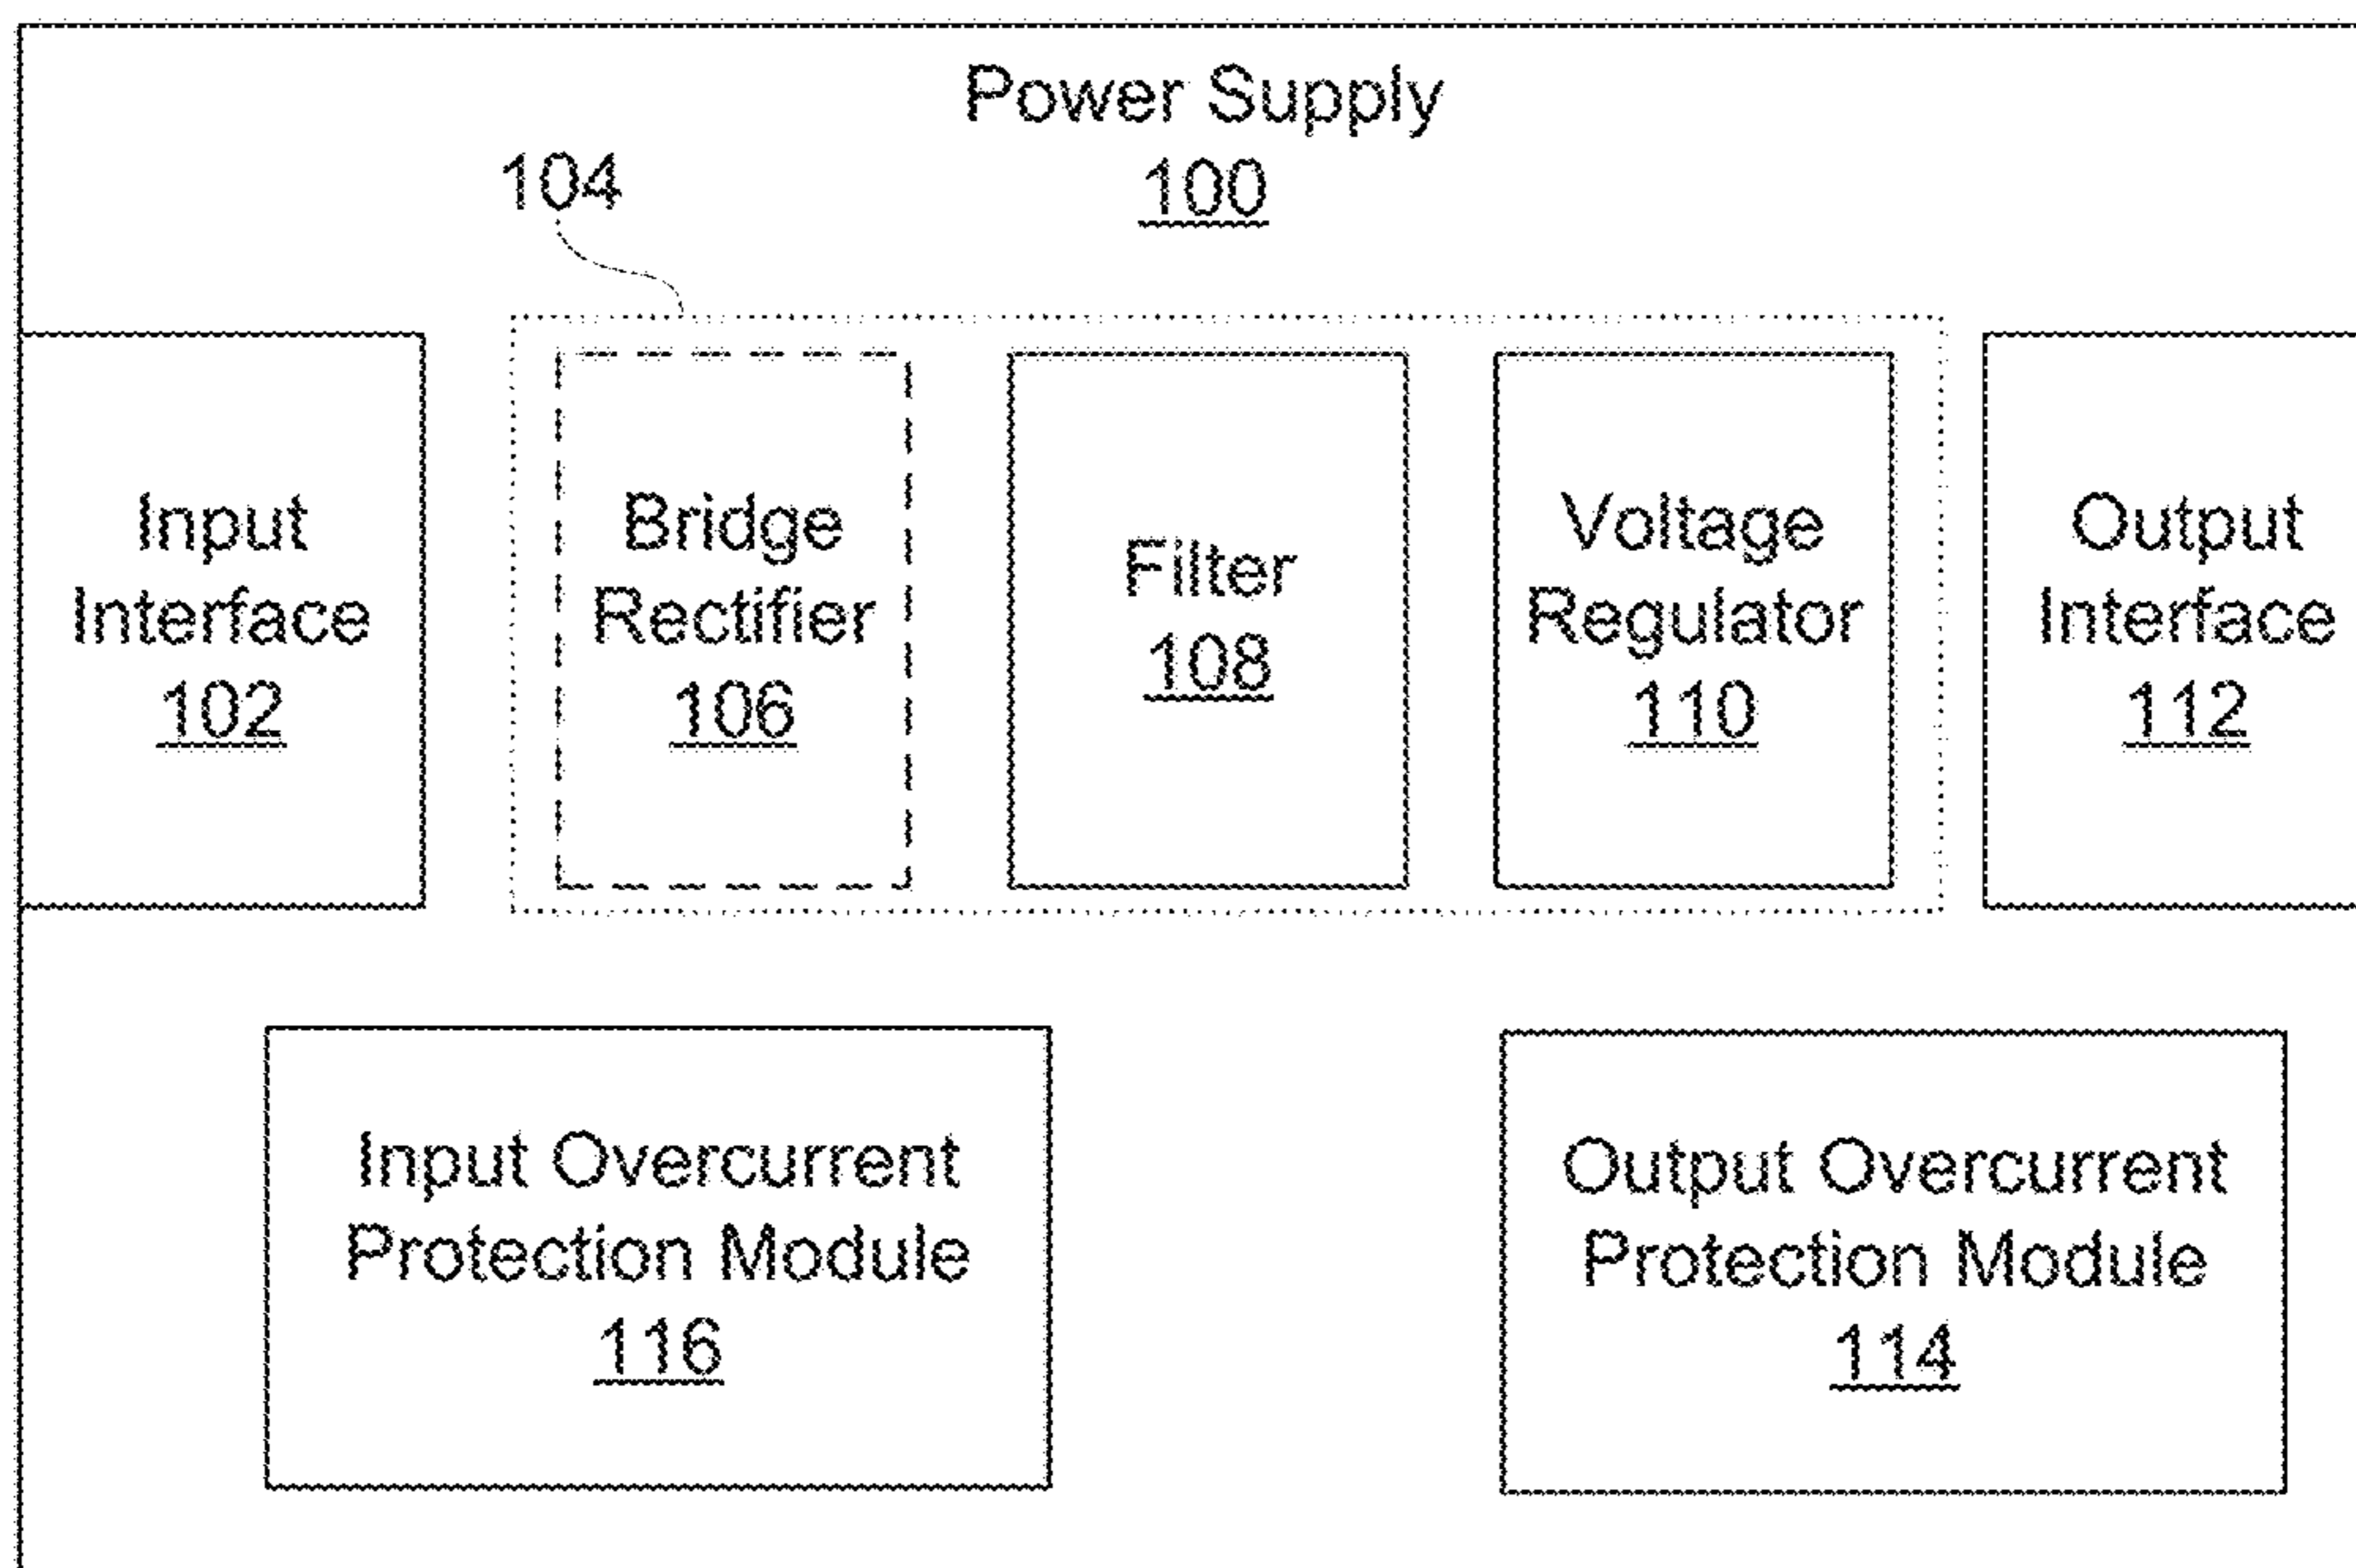 Power Supply
100
104
Input
Interface
102
Bridge
Rectifier
106
Filter
108
Voltage
Regulator
110
Output
Interface
112
Input Overcurrent
Protection Module
116
Output Overcurrent
Protection Module
114